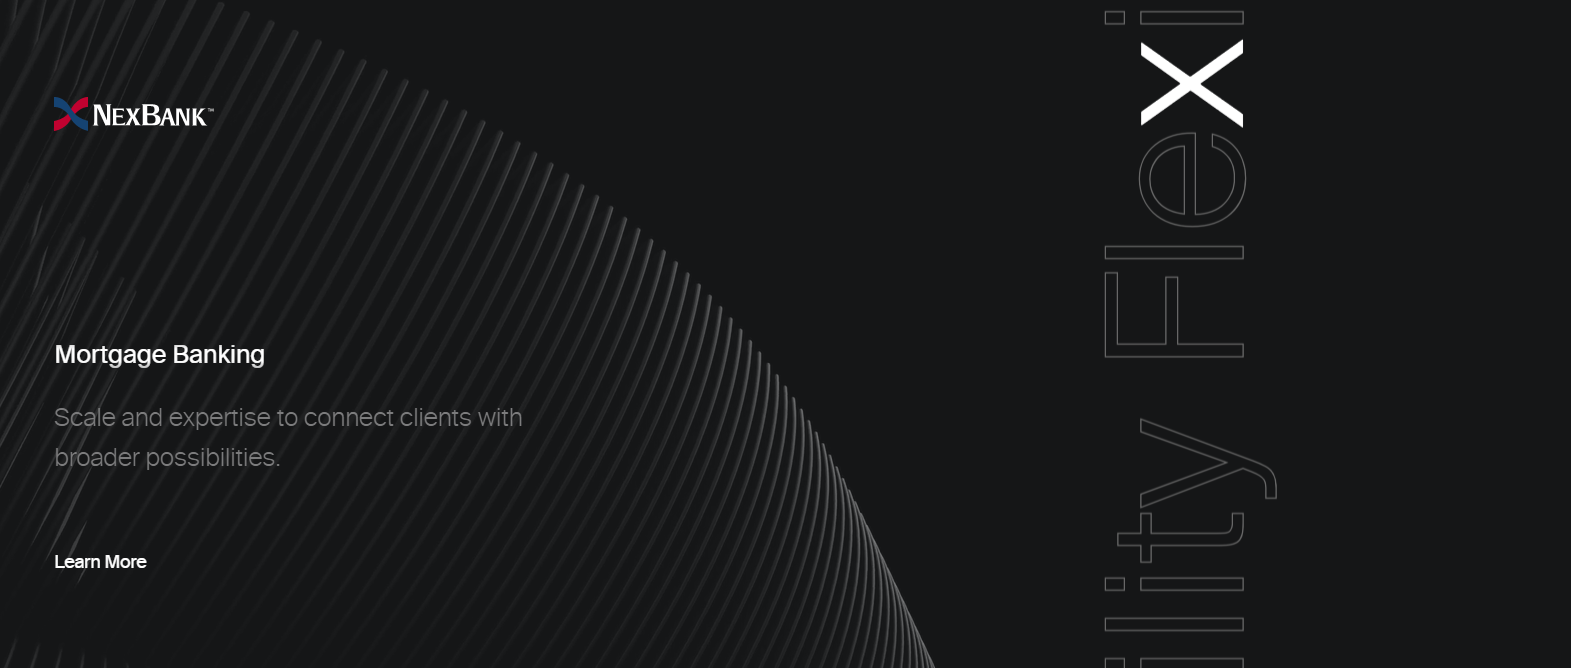 NEXBANK™
Mortgage Banking
Scale and expertise to connect clients with
broader possibilities.
Learn More
ility Flexi